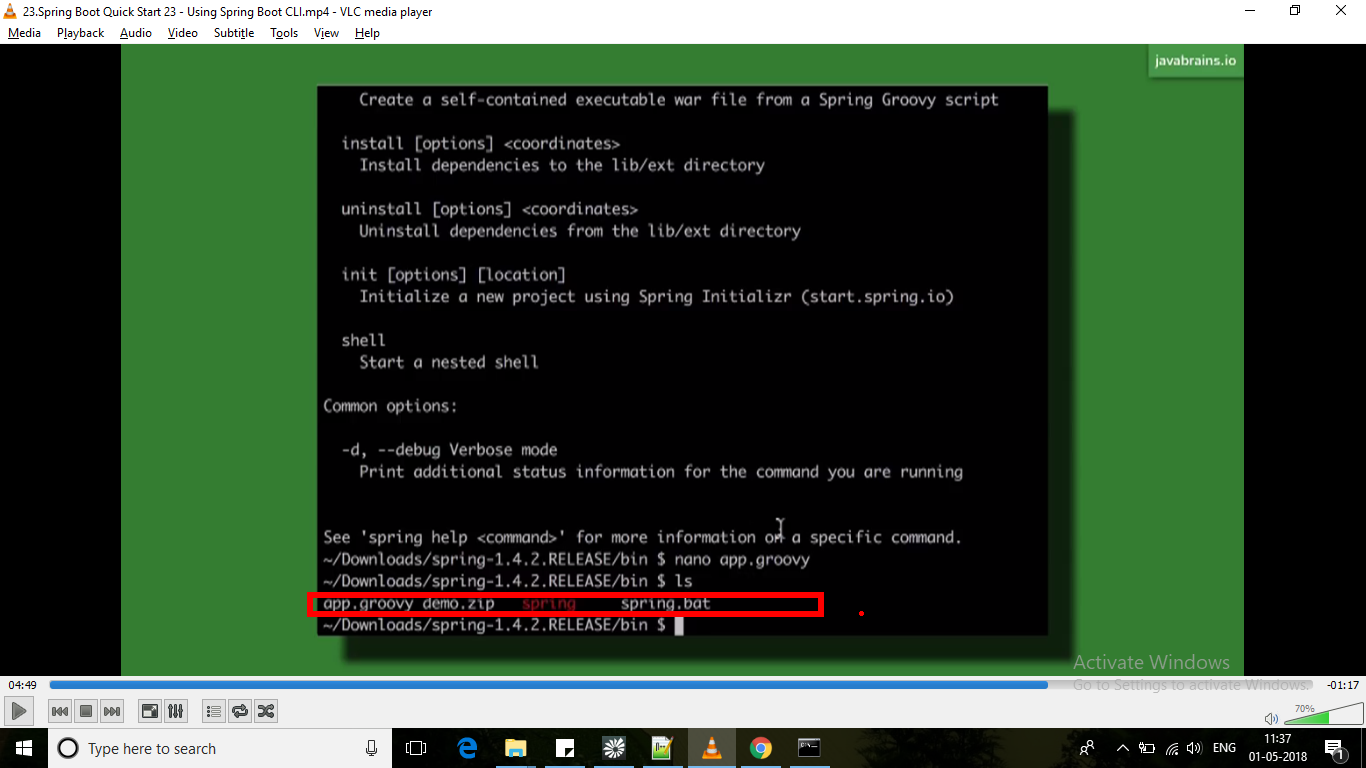 23.Spring Boot Quick Start 23 - Using Spring Boot CLI.mp4 - VLC media player
Media Playback Audio Video Subtitle Tools View Help
javabrains.io
Create a self-contained executable war file from a Spring Groovy script
install [options] <coordinates>
Install dependencies to the lib/ext directory
uninstall [options] <coordinates>
Uninstall dependencies from the lib/ext directory
init [options] [location]
Initialize a new project using Spring Initializr (start.spring.io)
shell
Start a nested shell
Common options:
-d, --debug Verbose mode
Print additional status information for the command you are running
See 'spring help <command>' for more information on a specific command.
~/Downloads/spring-1.4.2.RELEASE/bin $ nano app.groovy
~/Downloads/spring-1.4.2.RELEASE/bin $ ls
app.groovy demo.zip spring spring.bat
~/Downloads/spring-1.4.2.RELEASE/bin $
Activate Windows
Go to Settings to activate Windows.
04:49 -01:17
70%
Type here to search
ENG
11:37
01-05-2018
1